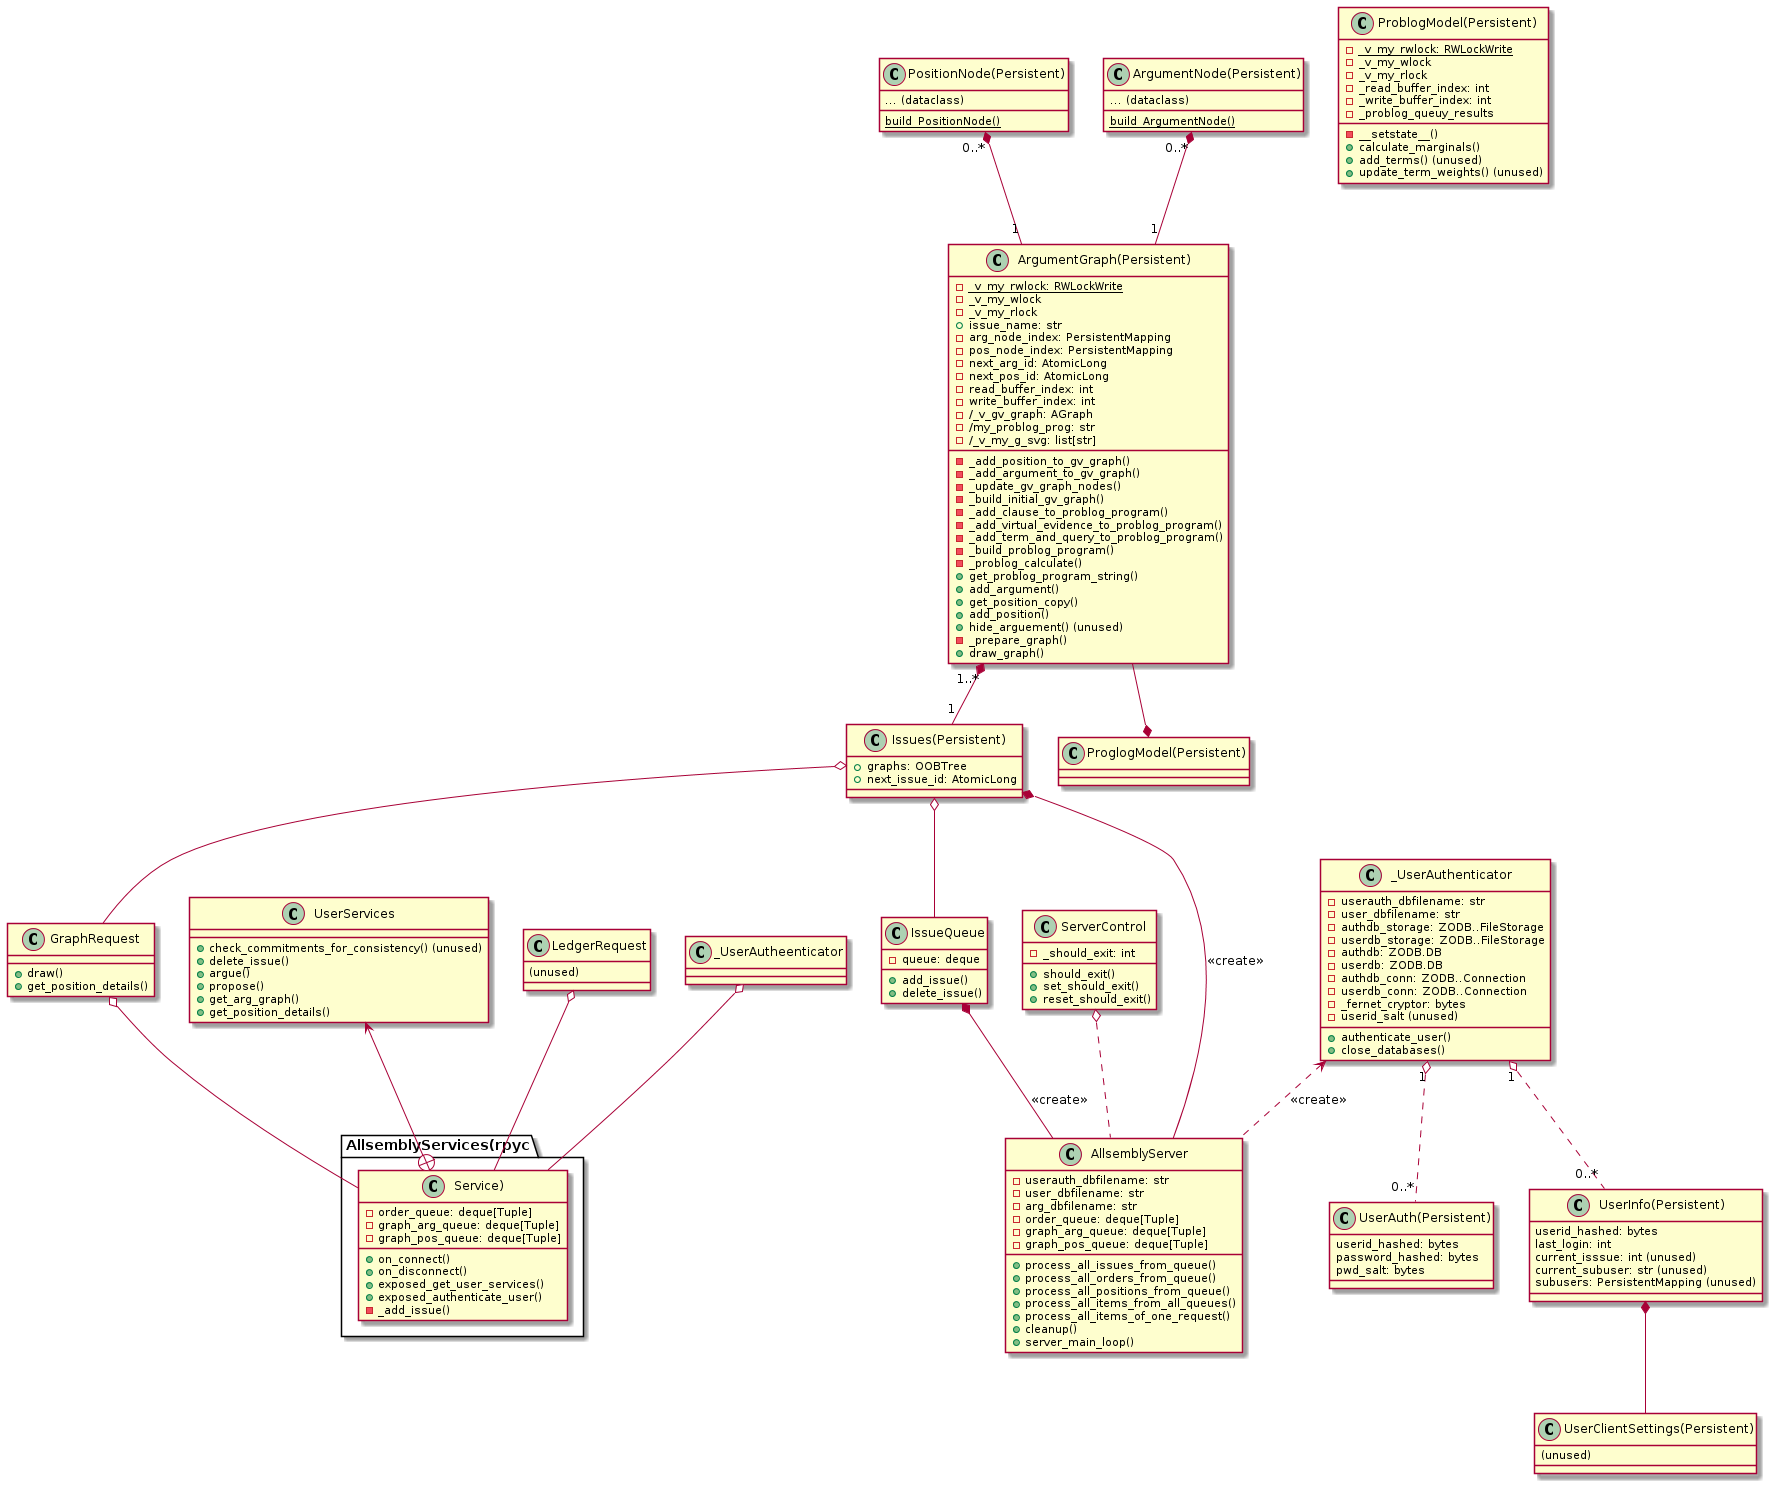 C ProblogModel(Persistent)
_v_my_rwlock: RWLockWrite
_v_my_wlock
_v_my_rlock
_read_buffer_index: int
_write_buffer_index: int
_problog_queuy_results
__setstate__()
calculate_marginals()
add_terms() (unused)
update_term_weights() (unused)
C PositionNode(Persistent)
... (dataclass)
build_PositionNode()
C ArgumentNode(Persistent)
... (dataclass)
build_ArgumentNode()
0..*
0..*
1
1
C ArgumentGraph(Persistent)
_v_my_rwlock: RWLockWrite
_v_my_wlock
_v_my_rlock
issue_name: str
arg_node_index: PersistentMapping
pos_node_index: PersistentMapping
next_arg_id: AtomicLong
next_pos_id: AtomicLong
read_buffer_index: int
write_buffer_index: int
/_v_gv_graph: AGraph
/my_problog_prog: str
/_v_my_g_svg: list[str]
_add_position_to_gv_graph()
_add_argument_to_gv_graph()
_update_gv_graph_nodes()
_build_initial_gv_graph()
_add_clause_to_problog_program()
_add_virtual_evidence_to_problog_program()
_add_term_and_query_to_problog_program()
_build_problog_program()
_problog_calculate()
get_problog_program_string()
add_argument()
get_position_copy()
add_position()
hide_arguement() (unused)
_prepare_graph()
draw_graph()
1..*
1
C Issues(Persistent)
graphs: OOBTree
next_issue_id: AtomicLong
C ProglogModel(Persistent)
C GraphRequest
draw()
get_position_details()
C UserServices
check_commitments_for_consistency() (unused)
delete_issue()
argue()
propose()
get_arg_graph()
get_position_details()
C LedgerRequest
(unused)
C _UserAutheenticator
C IssueQueue
queue: deque
add_issue()
delete_issue()
C ServerControl
_should_exit: int
should_exit()
set_should_exit()
reset_should_exit()
«create»
C _UserAuthenticator
userauth_dbfilename: str
user_dbfilename: str
authdb_storage: ZODB..FileStorage
userdb_storage: ZODB..FileStorage
authdb: ZODB.DB
userdb: ZODB.DB
authdb_conn: ZODB..Connection
userdb_conn: ZODB..Connection
_fernet_cryptor: bytes
userid_salt (unused)
authenticate_user()
close_databases()
1
1
«create»
«create»
0..*
0..*
AllsemblyServices(rpyc
C Service)
order_queue: deque[Tuple]
graph_arg_queue: deque[Tuple]
graph_pos_queue: deque[Tuple]
on_connect()
on_disconnect()
exposed_get_user_services()
exposed_authenticate_user()
_add_issue()
C AllsemblyServer
userauth_dbfilename: str
user_dbfilename: str
arg_dbfilename: str
order_queue: deque[Tuple]
graph_arg_queue: deque[Tuple]
graph_pos_queue: deque[Tuple]
process_all_issues_from_queue()
process_all_orders_from_queue()
process_all_positions_from_queue()
process_all_items_from_all_queues()
process_all_items_of_one_request()
cleanup()
server_main_loop()
C UserAuth(Persistent)
userid_hashed: bytes
password_hashed: bytes
pwd_salt: bytes
C UserInfo(Persistent)
userid_hashed: bytes
last_login: int
current_isssue: int (unused)
current_subuser: str (unused)
subusers: PersistentMapping (unused)
C UserClientSettings(Persistent)
(unused)